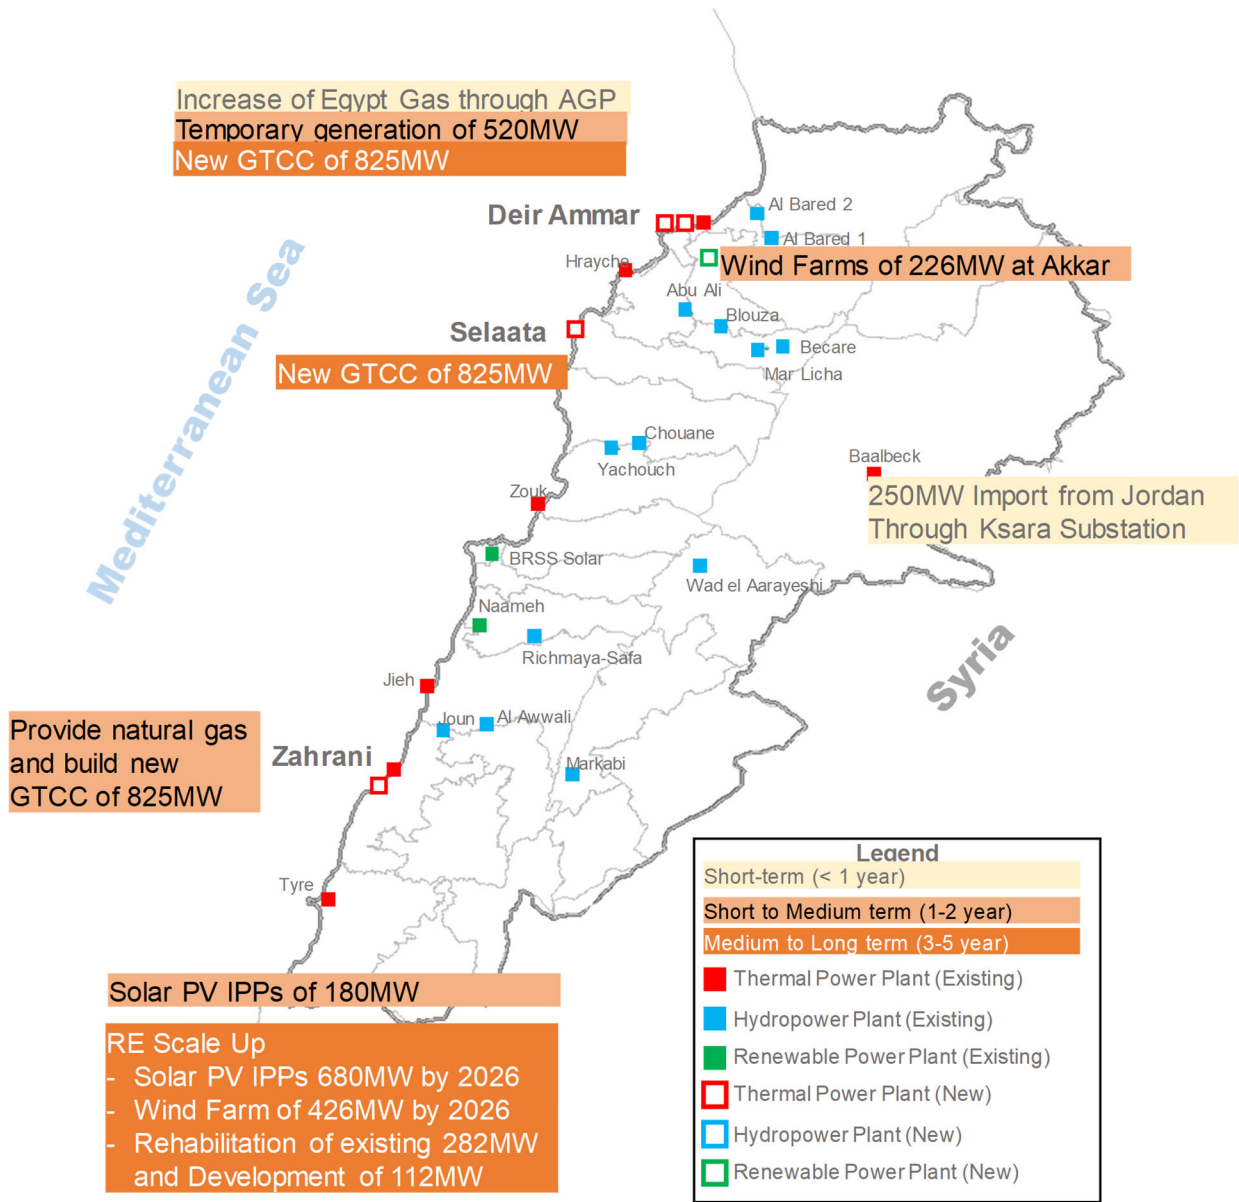 Increase of Egypt Gas through AGP
Temporary generation of 520MW
New GTCC of 825MW
Deir Ammar
Al Bared 2
Al Bared 1
Hrayche
Wind Farms of 226MW at Akkar
Abu Ali
Blouza
Selaata
Becare
Mar Licha
New GTCC of 825MW
Mediterranean Sea
Chouane
Yachouch
Baalbeck
Zouk
250MW Import from Jordan
Through Ksara Substation
BRSS Solar
Wad el Aarayeshi
Naameh
Richmaya-Safa
Syria
Jieh
Joun
Al Awwali
Provide natural gas
and build new
GTCC of 825MW
Zahrani
Markabi
Tyre
Solar PV IPPs of 180MW
RE Scale Up
- Solar PV IPPs 680MW by 2026
- Wind Farm of 426MW by 2026
- Rehabilitation of existing 282MW
and Development of 112MW
Legend
Short-term (< 1 year)
Short to Medium term (1-2 year)
Medium to Long term (3-5 year)
Thermal Power Plant (Existing)
Hydropower Plant (Existing)
Renewable Power Plant (Existing)
Thermal Power Plant (New)
Hydropower Plant (New)
Renewable Power Plant (New)